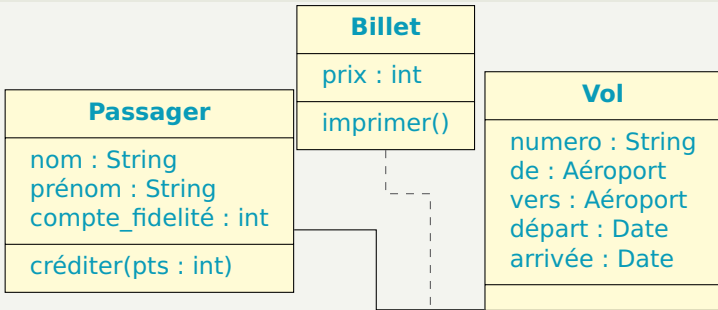 Billet
prix : int
imprimer()
Passager
nom : String
prénom : String
compte_fidelité : int
créditer(pts : int)
Vol
numero : String
de : Aéroport
vers : Aéroport
départ : Date
arrivée : Date